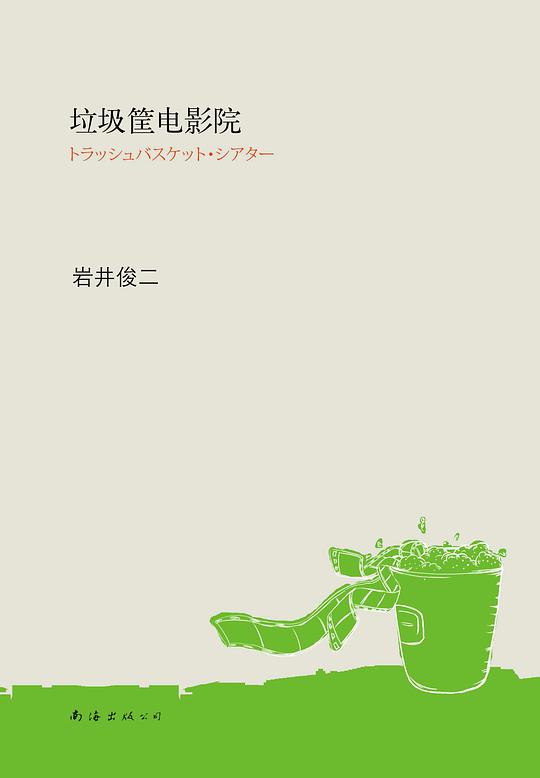 垃圾筐电影院
トラッシュバスケット・シアター
岩井俊二
南海出版公司